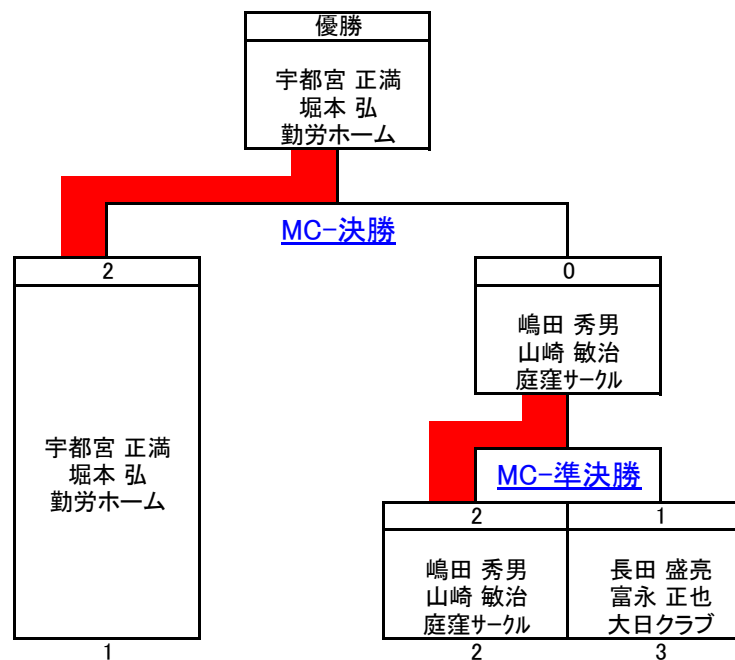 優勝
宇都宮 正満
堀本 弘
勤労ホーム
MC-決勝
2
宇都宮 正満
堀本 弘
勤労ホーム
1
0
嶋田 秀男
山崎 敏治
庭窪ｻｰｸﾙ
MC-準決勝
2
嶋田 秀男
山崎 敏治
庭窪ｻｰｸﾙ
2
1
長田 盛亮
富永 正也
大日クラブ
3